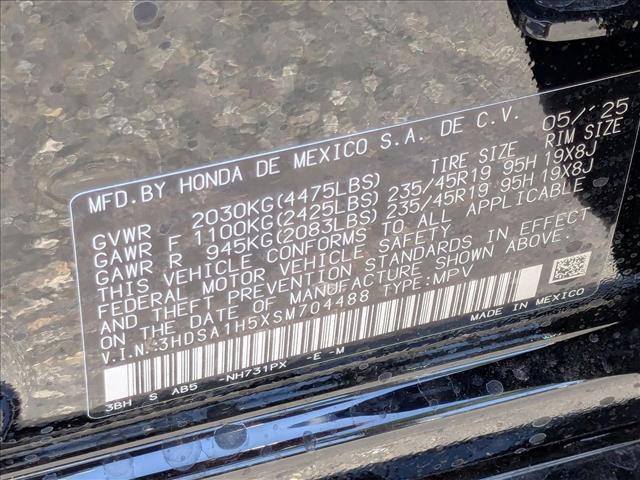 MFD.BY HONDA DE MEXICO S.A. DE C.V. 05/'25
TIRE SIZE RIM SIZE
GVWR 2030KG(4475LBS)
GAWR F 1100KG(2425LBS) 235/45R19 95H 19X8J
GAWR R 945KG(2083LBS) 235/45R19 95H 19X8J
THIS VEHICLE CONFORMS TO ALL APPLICABLE
FEDERAL MOTOR VEHICLE SAFETY
AND THEFT PREVENTION STANDARDS IN EFFECT
ON THE DATE OF MANUFACTURE SHOWN ABOVE.
V.I.N.:3HDSA1H5XSM704488 TYPE:MPV
3BH S AB5 -NH731PX -E -M
MADE IN MEXICO